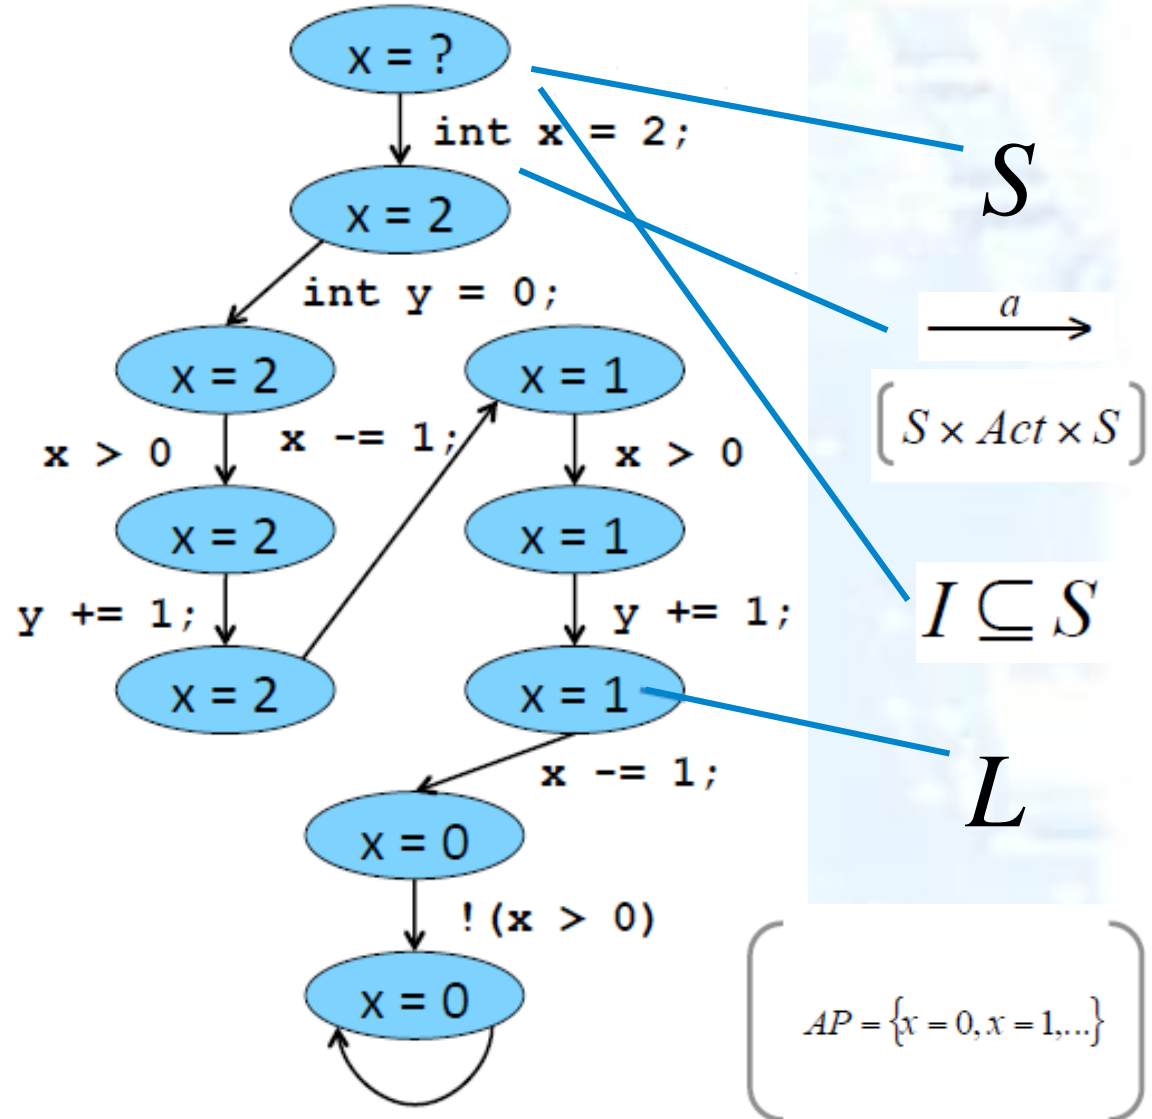 x = ?
int x = 2;
S
x = 2
int y = 0;
a
x = 2
x = 1
(S × Act × S)
x > 0
x -= 1;
x > 0
x = 2
x = 1
I ⊆ S
y += 1;
y += 1;
x = 2
x = 1
x -= 1;
L
x = 0
!(x > 0)
x = 0
AP = {x = 0, x = 1,...}